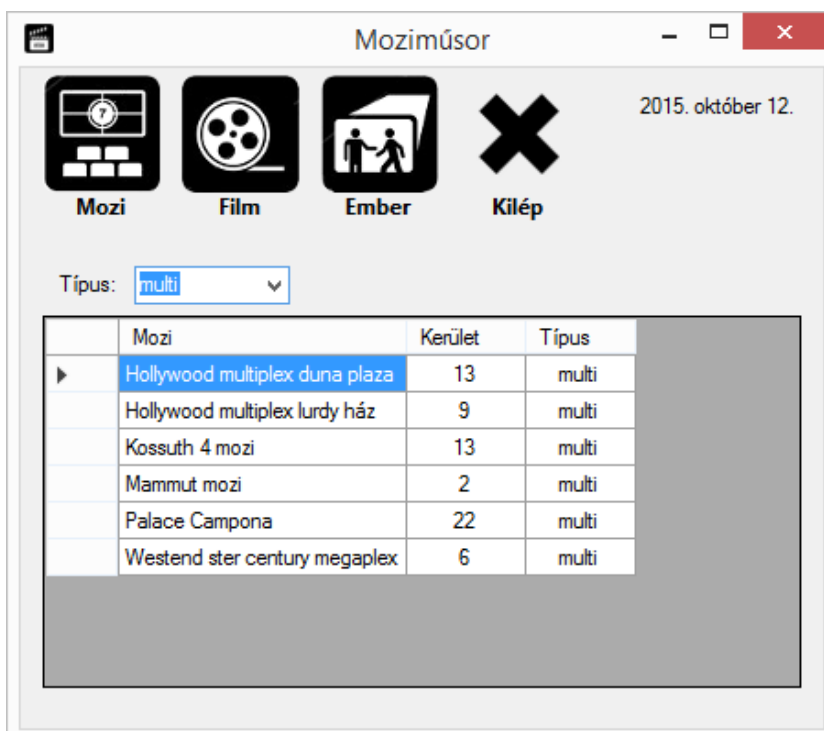 Moziműsor
2015. október 12.
?
Mozi Film Ember Kilép
Típus: multi
Mozi Kerület Típus
Hollywood multiplex duna plaza 13 multi
Hollywood multiplex lurdy ház 9 multi
Kossuth 4 mozi 13 multi
Mammut mozi 2 multi
Palace Campona 22 multi
Westend ster century megaplex 6 multi